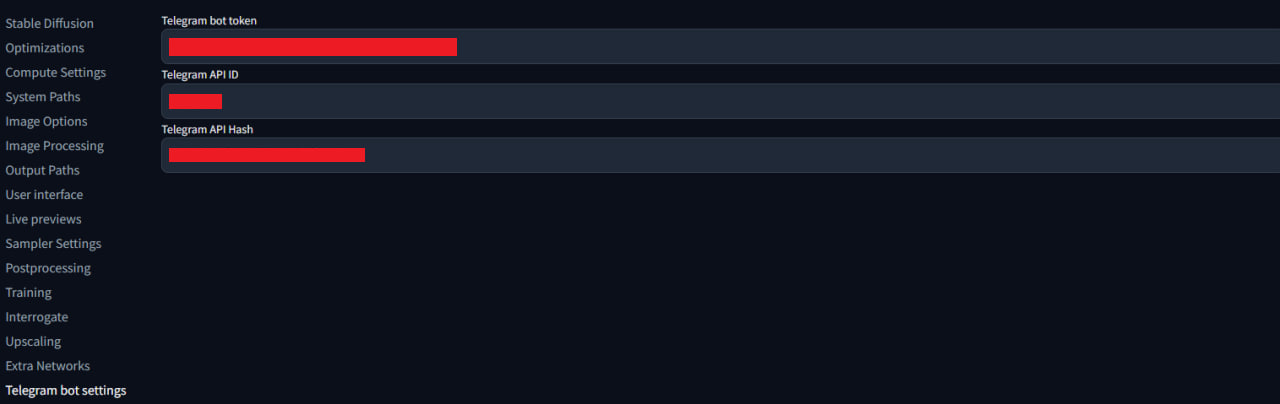 Stable Diffusion
Optimizations
Compute Settings
System Paths
Image Options
Image Processing
Output Paths
User interface
Live previews
Sampler Settings
Postprocessing
Training
Interrogate
Upscaling
Extra Networks
Telegram bot settings
Telegram bot token
Telegram API ID
Telegram API Hash